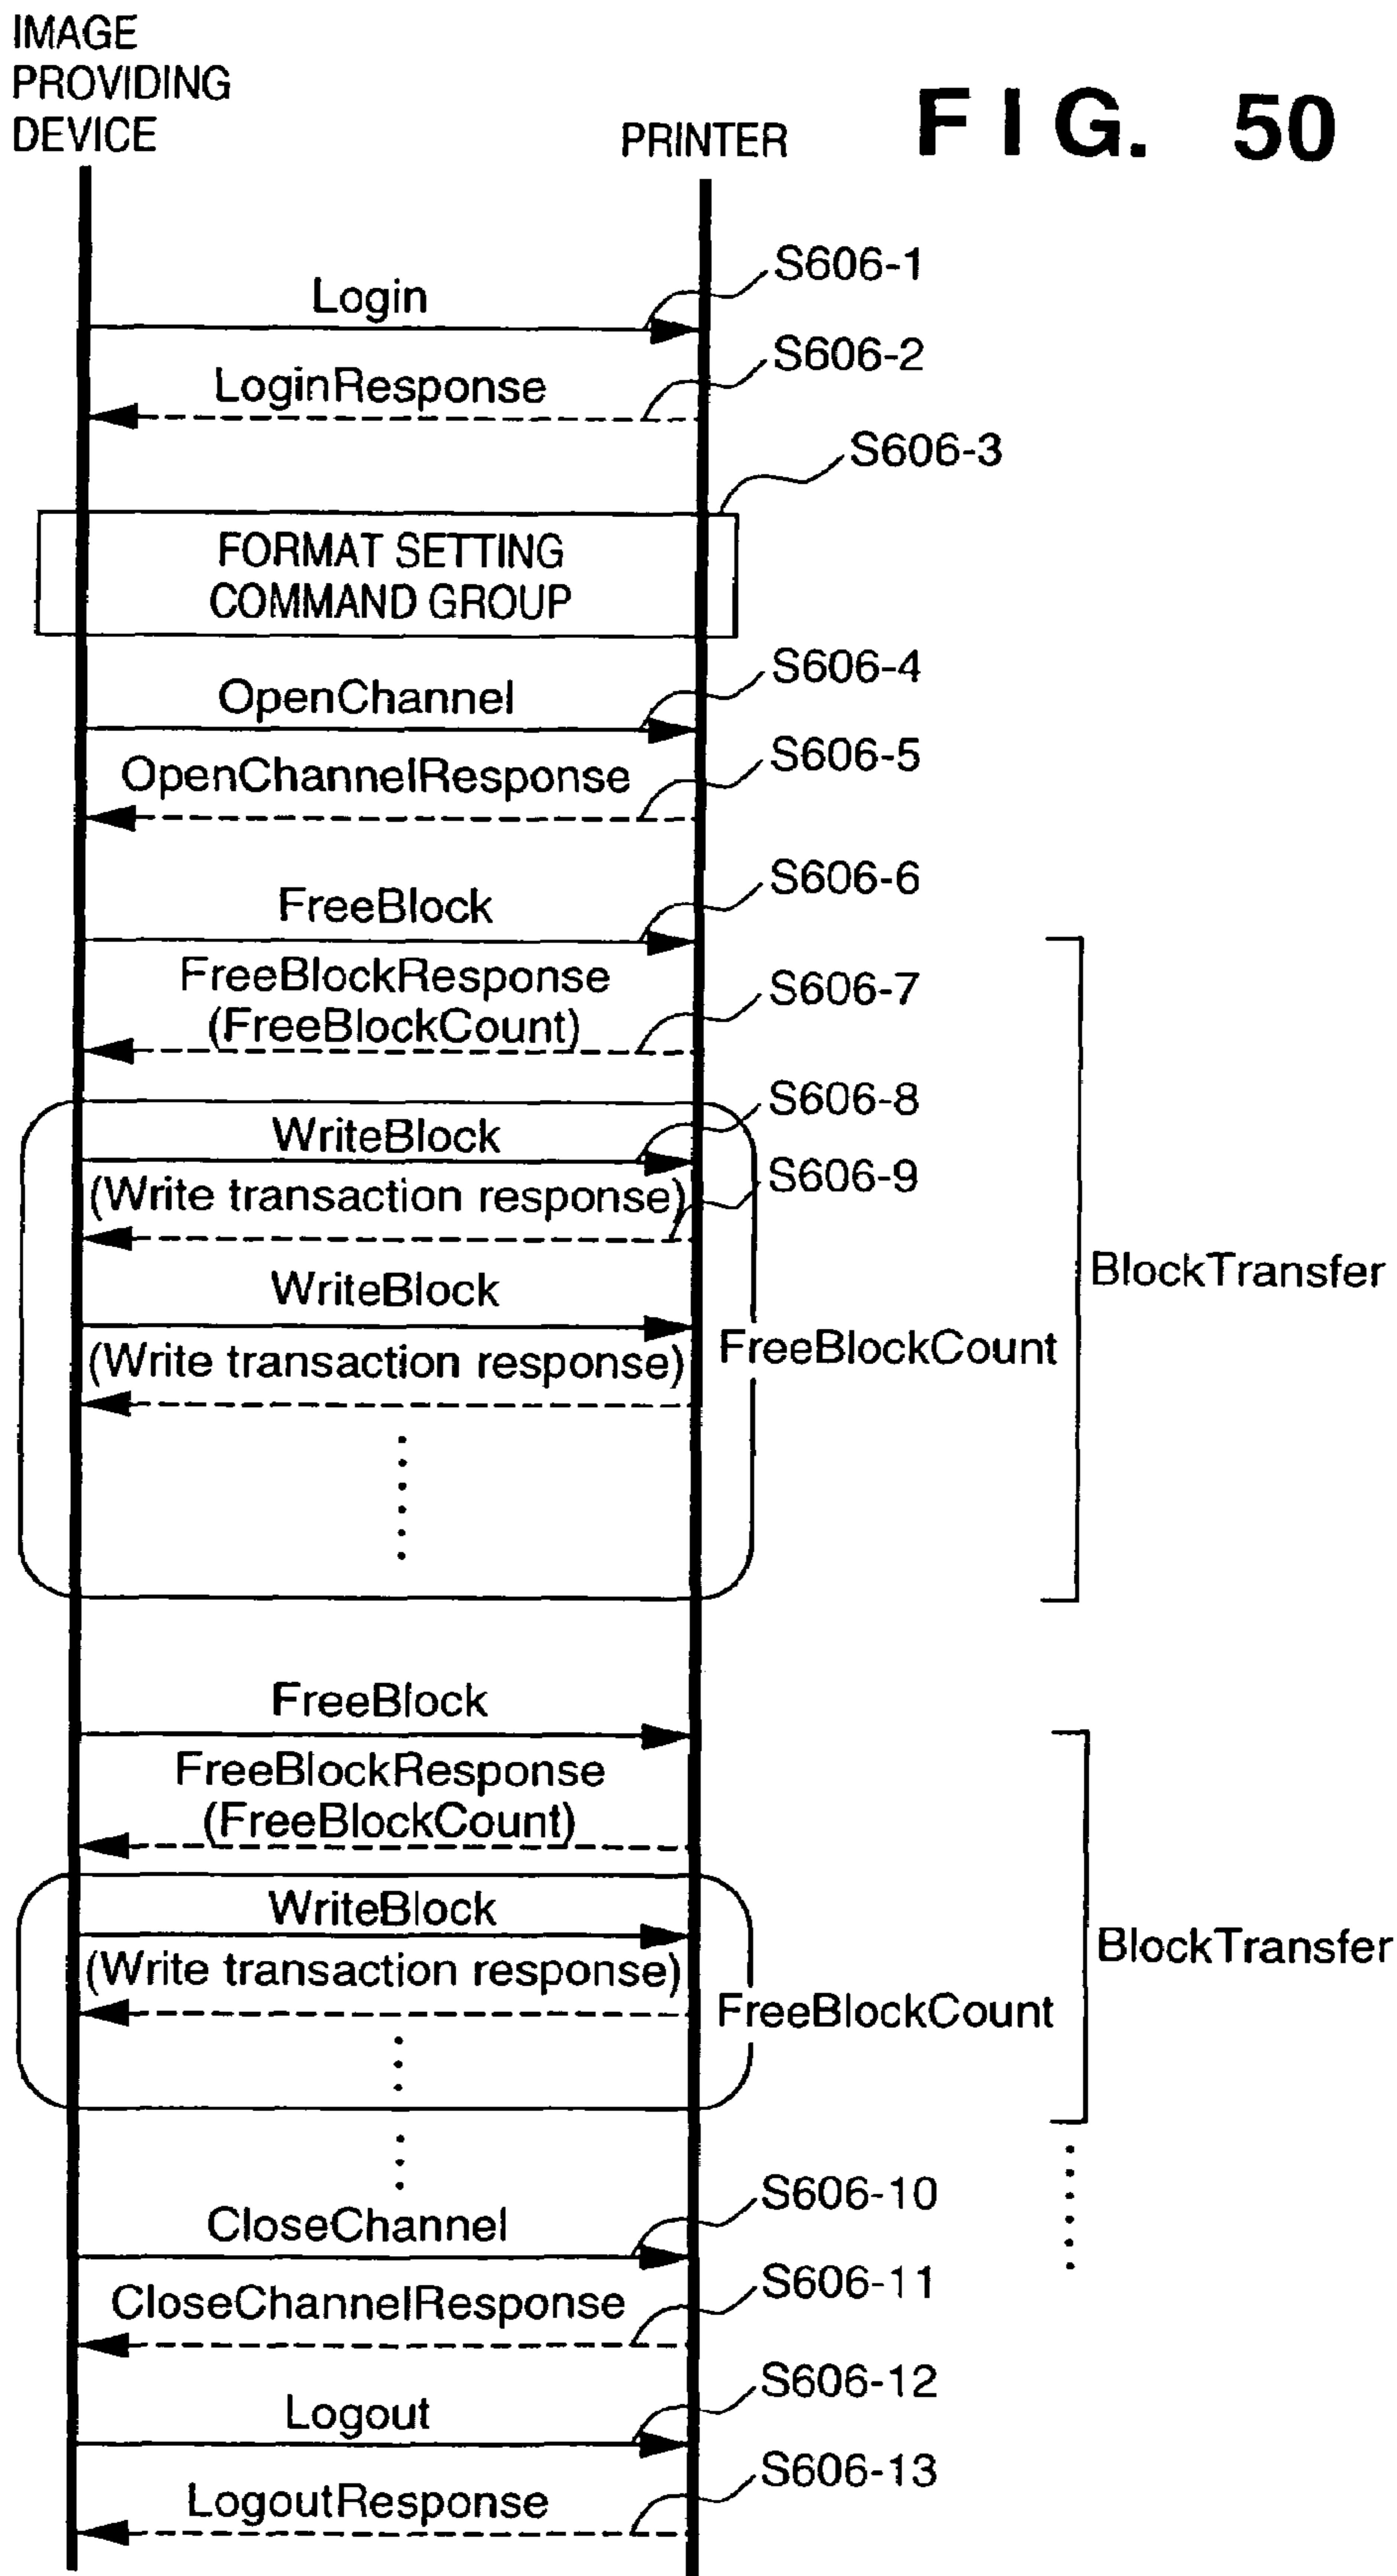 IMAGE
PROVIDING
DEVICE
PRINTER
FIG. 50
S606-1
Login
S606-2
LoginResponse
S606-3
FORMAT SETTING
COMMAND GROUP
S606-4
OpenChannel
S606-5
OpenChannelResponse
S606-6
FreeBlock
FreeBlockResponse
S606-7
(FreeBlockCount)
S606-8
WriteBlock
S606-9
(Write transaction response)
BlockTransfer
WriteBlock
FreeBlockCount
(Write transaction response)
FreeBlock
FreeBlockResponse
(FreeBlockCount)
WriteBlock
BlockTransfer
(Write transaction response)
FreeBlockCount
S606-10
CloseChannel
S606-11
CloseChannelResponse
S606-12
Logout
S606-13
LogoutResponse